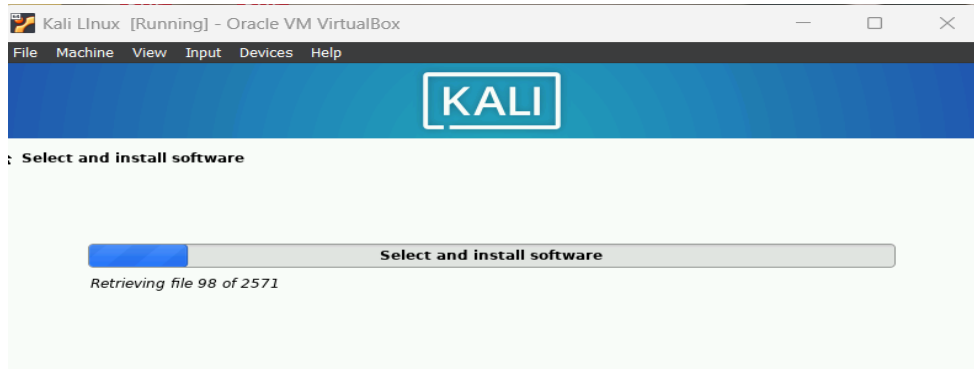 Kali LInux [Running] - Oracle VM VirtualBox
File Machine View Input Devices Help
KALI
Select and install software
Select and install software
Retrieving file 98 of 2571